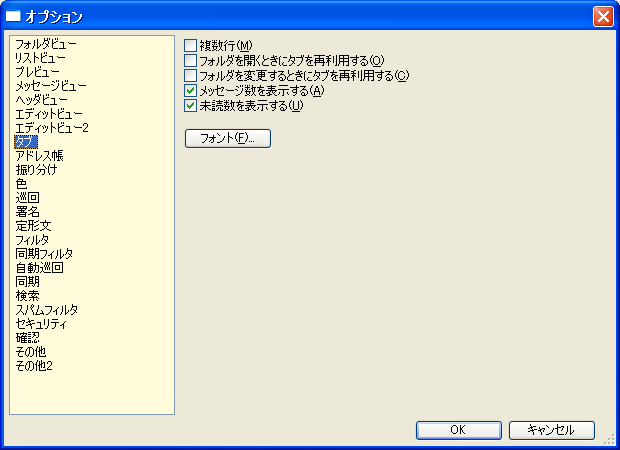 オプション
フォルダビュー
リストビュー
プレビュー
メッセージビュー
ヘッダビュー
エディットビュー
エディットビュー2
タブ
アドレス帳
振り分け
色
巡回
署名
定形文
フィルタ
同期フィルタ
自動巡回
同期
検索
スパムフィルタ
セキュリティ
確認
その他
その他2
複数行(M)
フォルダを開くときにタブを再利用する(O)
フォルダを変更するときにタブを再利用する(C)
メッセージ数を表示する(A)
未読数を表示する(U)
フォント(F)...
OK
キャンセル